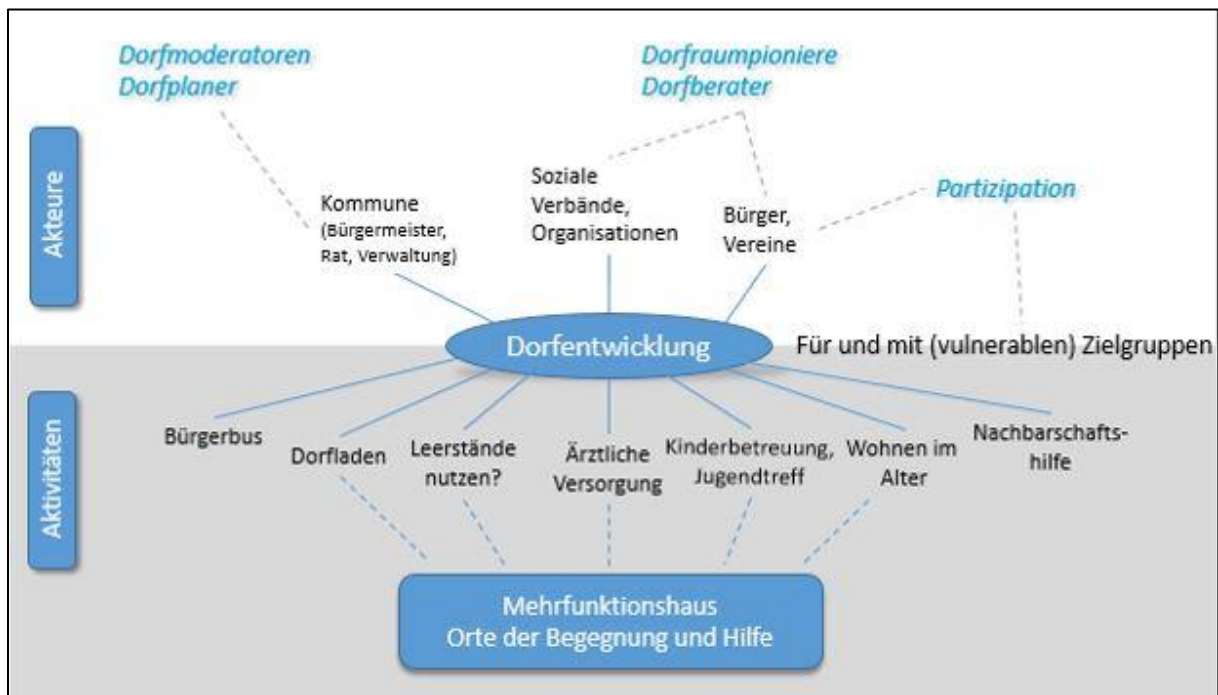 Dorfmoderatoren
Dorfplaner
Dorfraumpioniere
Dorfberater
Akteure
Kommune
(Bürgermeister,
Rat, Verwaltung)
Soziale
Verbände,
Organisationen
Bürger,
Vereine
Partizipation
Dorfentwicklung
Für und mit (vulnerablen) Zielgruppen
Aktivitäten
Bürgerbus
Dorfladen
Leerstände
nutzen?
Ärztliche
Versorgung
Kinderbetreuung,
Jugendtreff
Wohnen im
Alter
Nachbarschafts-
hilfe
Mehrfunktionshaus
Orte der Begegnung und Hilfe